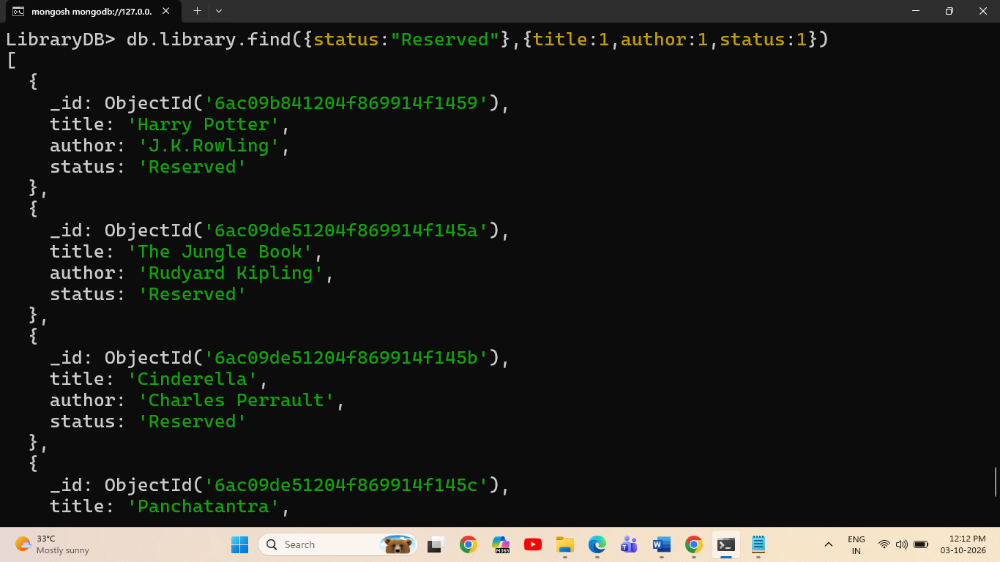 mongosh mongodb://127.0.0.
LibraryDB> db.library.find({status:"Reserved"},{title:1,author:1,status:1})
[
  {
    _id: ObjectId('6ac09b841204f869914f1459'),
    title: 'Harry Potter',
    author: 'J.K.Rowling',
    status: 'Reserved'
  },
  {
    _id: ObjectId('6ac09de51204f869914f145a'),
    title: 'The Jungle Book',
    author: 'Rudyard Kipling',
    status: 'Reserved'
  },
  {
    _id: ObjectId('6ac09de51204f869914f145b'),
    title: 'Cinderella',
    author: 'Charles Perrault',
    status: 'Reserved'
  },
  {
    _id: ObjectId('6ac09de51204f869914f145c'),
    title: 'Panchatantra',
33°C
Mostly sunny
Search
M365
ENG
IN
12:12 PM
03-10-2026